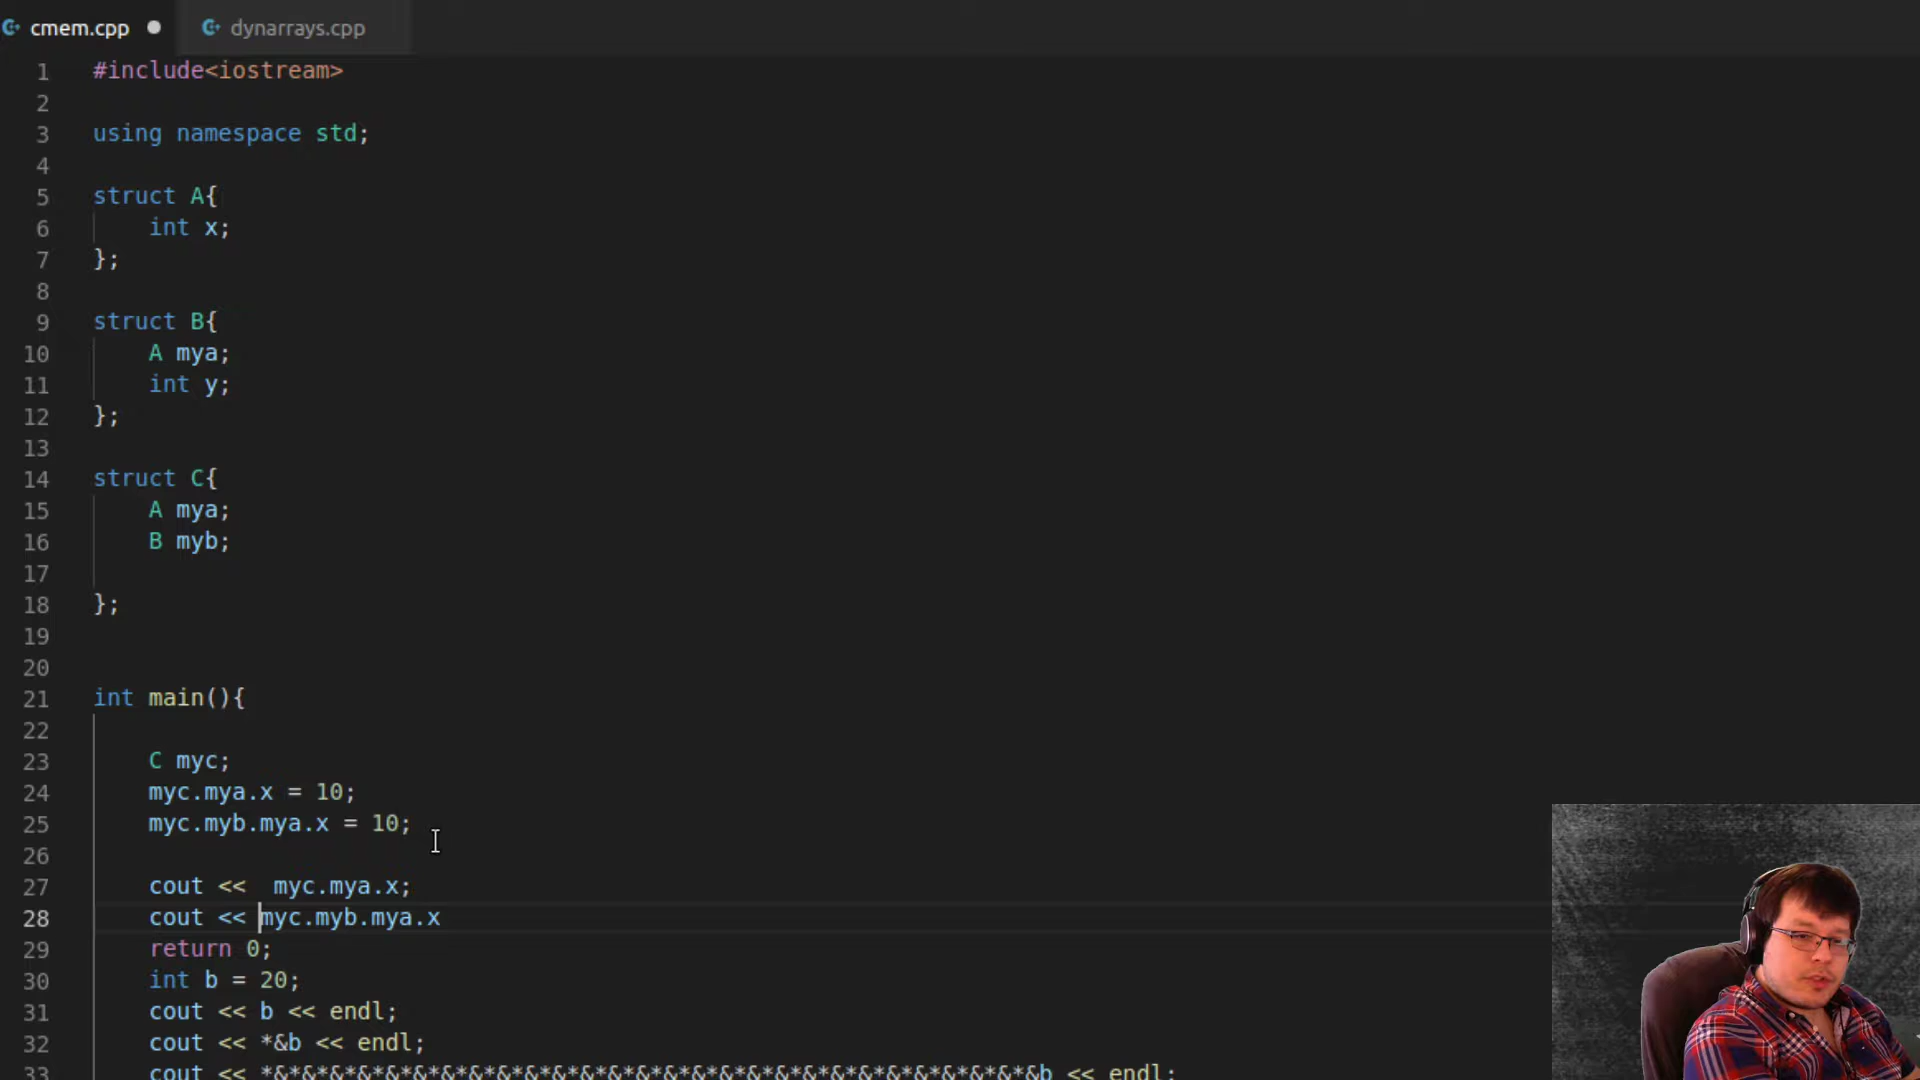 cmem.cpp ● dynarrays.cpp
1 #include<iostream>
2
3 using namespace std;
4
5 struct A{
6 int x;
7 };
8
9 struct B{
10 A mya;
11 int y;
12 };
13
14 struct C{
15 A mya;
16 B myb;
17
18 };
19
20
21 int main(){
22
23 C myc;
24 myc.mya.x = 10;
25 myc.myb.mya.x = 10;
26
27 cout <<  myc.mya.x;
28 cout << myc.myb.mya.x
29 return 0;
30 int b = 20;
31 cout << b << endl;
32 cout << *&b << endl;
33 cout << *&*&*&*&*&*&*&*&*&*&*&*&*&*&*&*&*&*&*&*&*&*&*&*&*&*&*&*&b << endl;